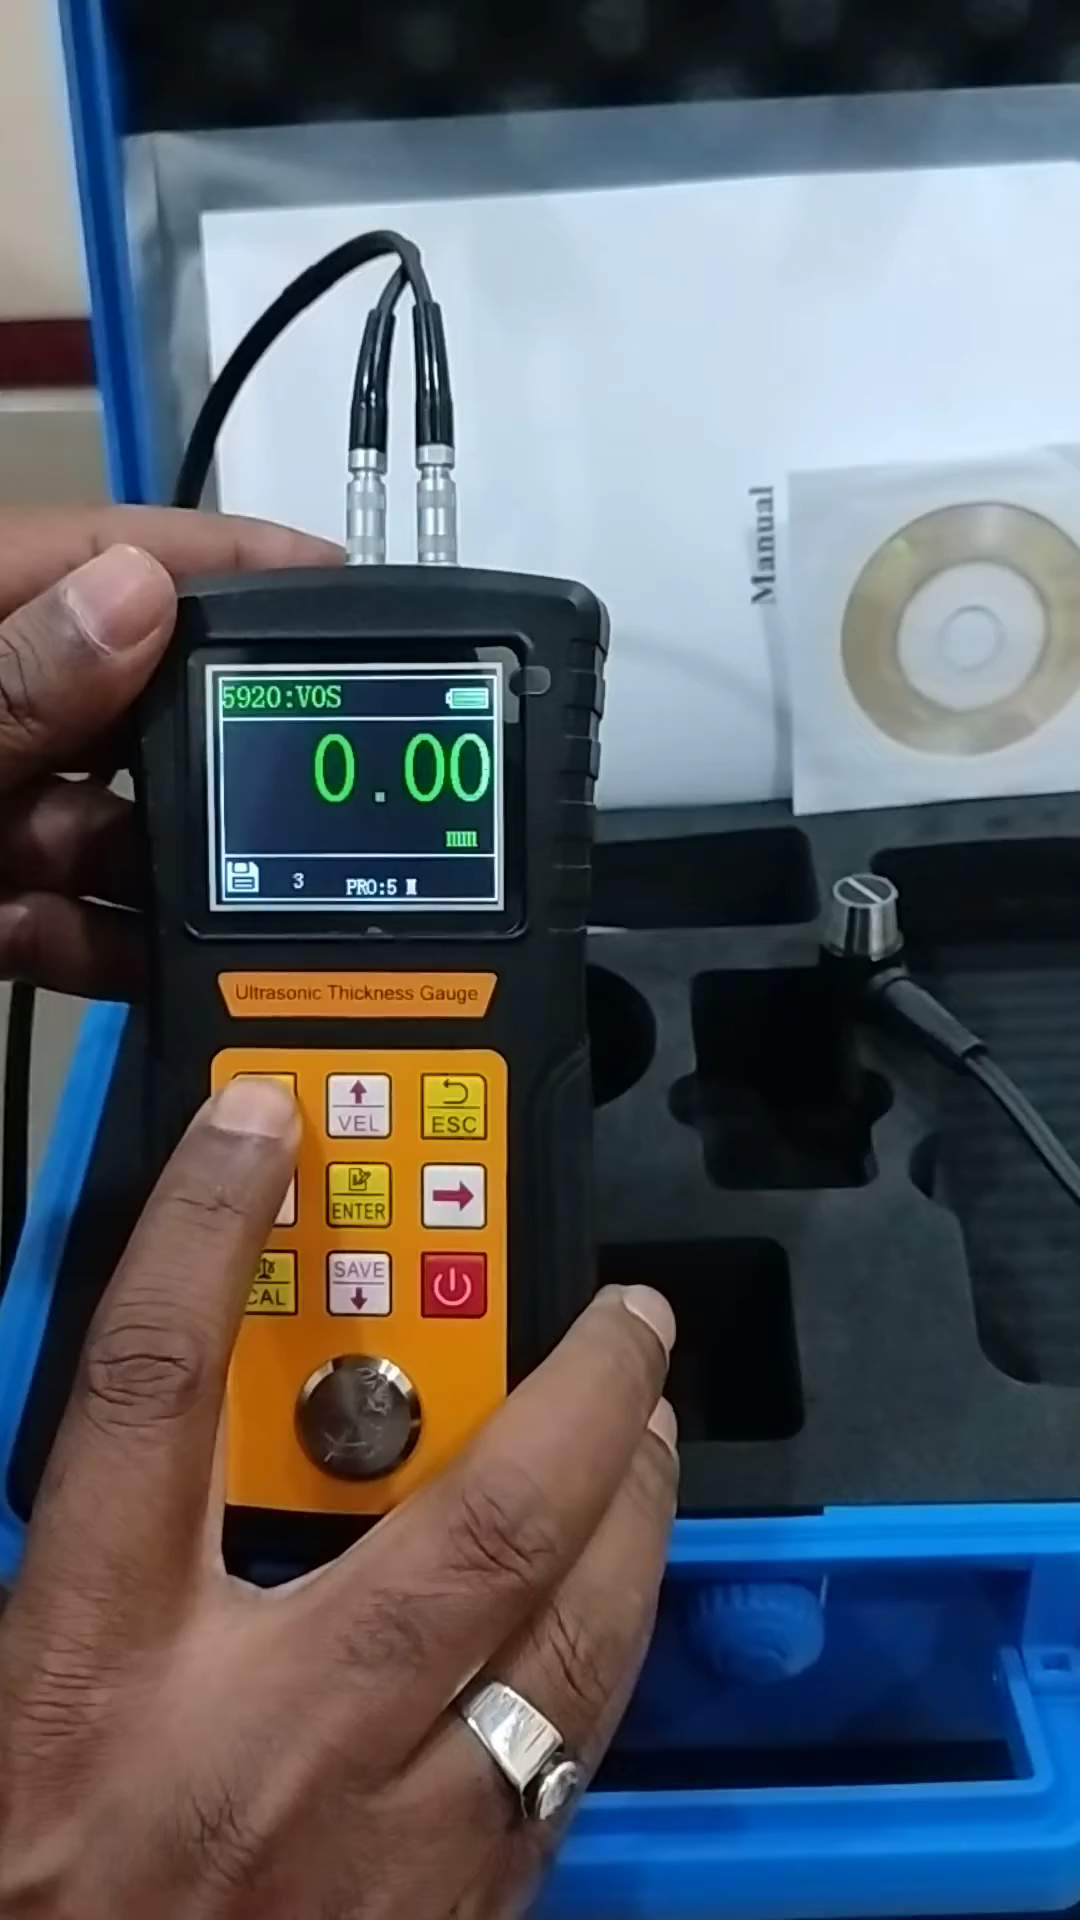 Manual
5920:VOS
0.00
mm
3 PRO:5 M
Ultrasonic Thickness Gauge
VEL
ESC
ENTER
CAL
SAVE